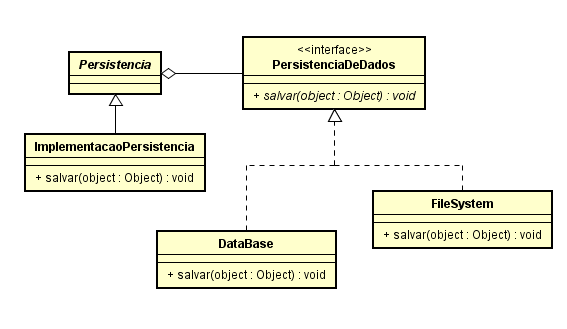 <<interface>>
PersistenciaDeDados
+ salvar(object : Object) : void
Persistencia
ImplementacaoPersistencia
+ salvar(object : Object) : void
FileSystem
+ salvar(object : Object) : void
DataBase
+ salvar(object : Object) : void